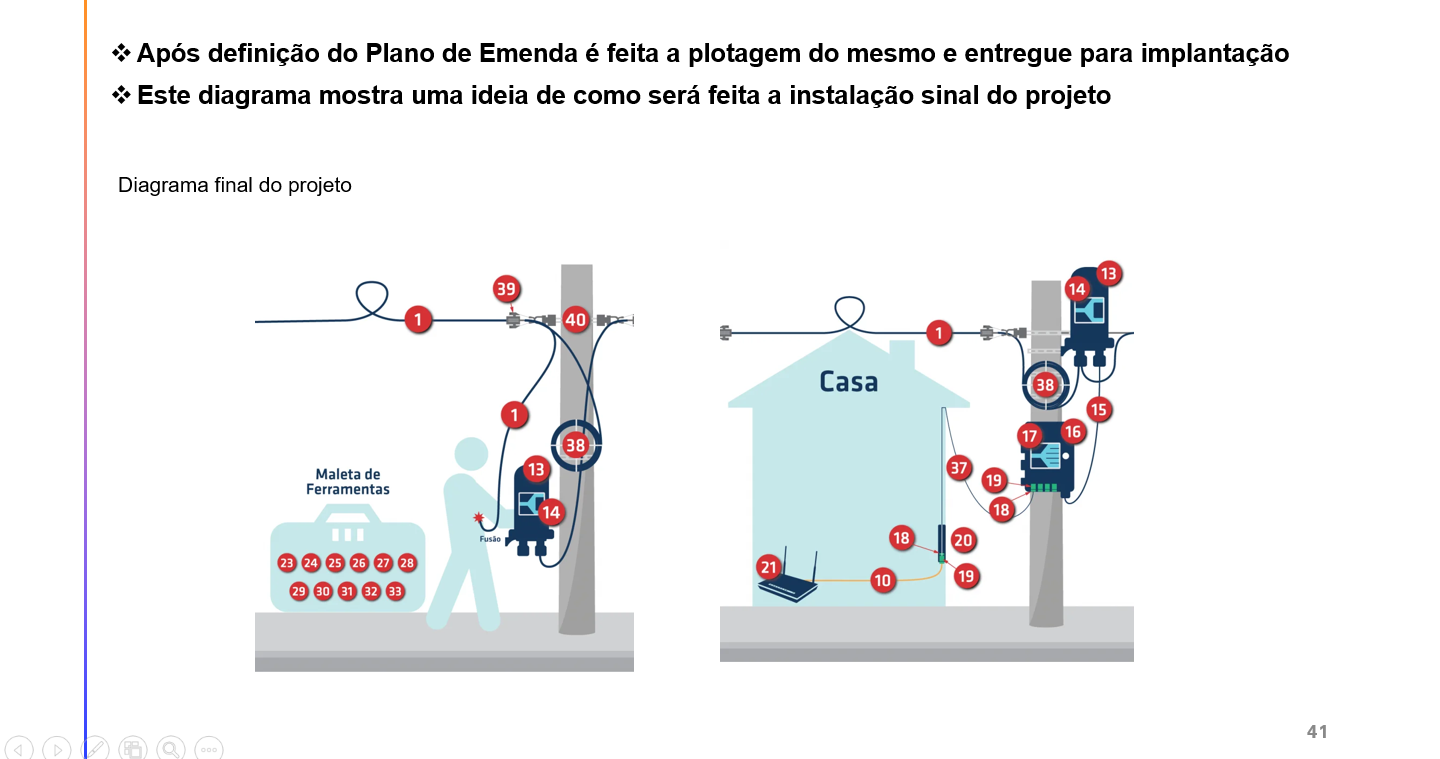 ❖ Após definição do Plano de Emenda é feita a plotagem do mesmo e entregue para implantação
❖ Este diagrama mostra uma ideia de como será feita a instalação sinal do projeto
Diagrama final do projeto
39
1
40
1
38
13
14
Fusão
Maleta de
Ferramentas
23 24 25 26 27 28
29 30 31 32 33
13
14
1
Casa
38
15
17 16
37
19
18
18 20
21
10
19
41